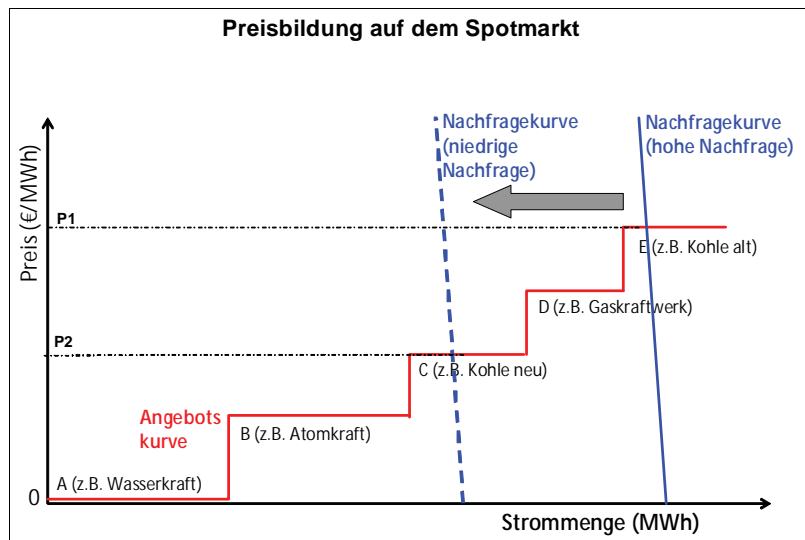 Preisbildung auf dem Spotmarkt
Preis (€/MWh)
Nachfragekurve
(niedrige
Nachfrage)
Nachfragekurve
(hohe Nachfrage)
P1
E (z.B. Kohle alt)
D (z.B. Gaskraftwerk)
P2
C (z.B. Kohle neu)
Angebots
kurve
B (z.B. Atomkraft)
A (z.B. Wasserkraft)
0
Strommenge (MWh)